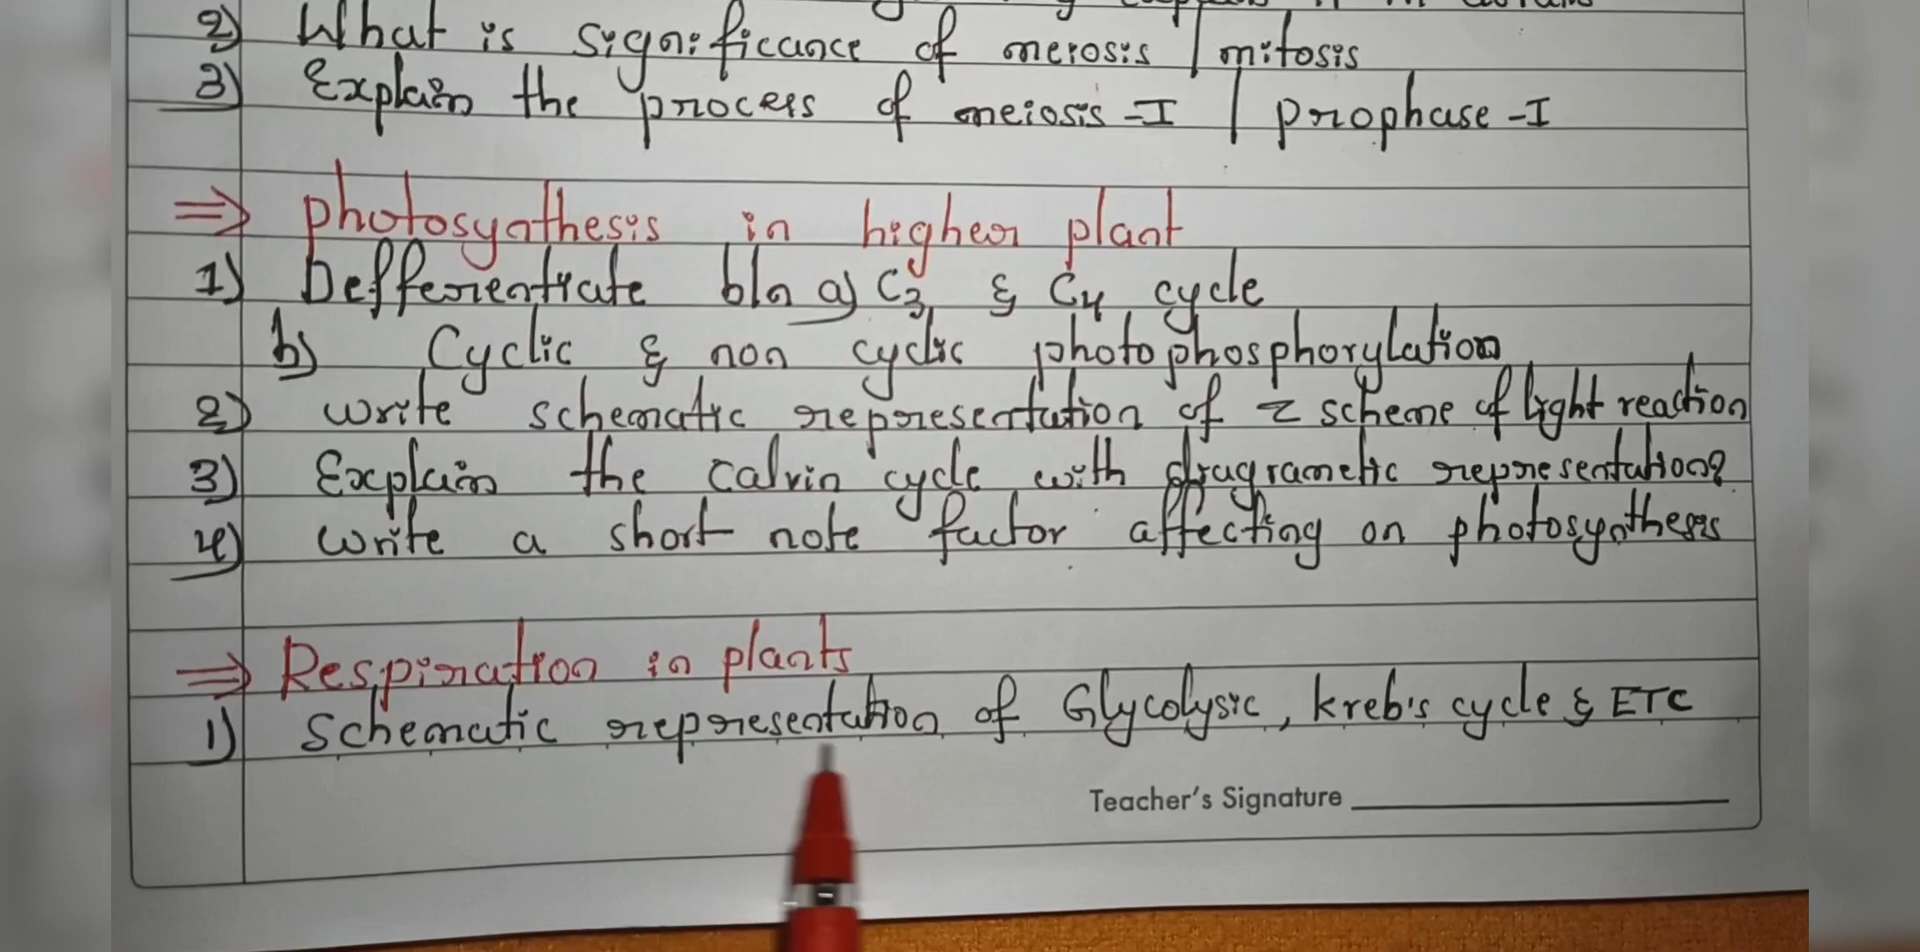 2) What is significance of meiosis | mitosis
3) Explain the process of meiosis - I | prophase - I
⇒ photosynthesis in higher plant
1) Defferentiate b/n a) C3 & C4 cycle
b) Cyclic & non cyclic photophosphorylation
2) write schematic representation of z scheme of light reaction
3) Explain the calvin cycle with diagrametic representation?
4) write a short note factor affecting on photosynthesis
⇒ Respiration in plants
1) Schematic representation of Glycolysic, kreb's cycle & ETC
Teacher's Signature